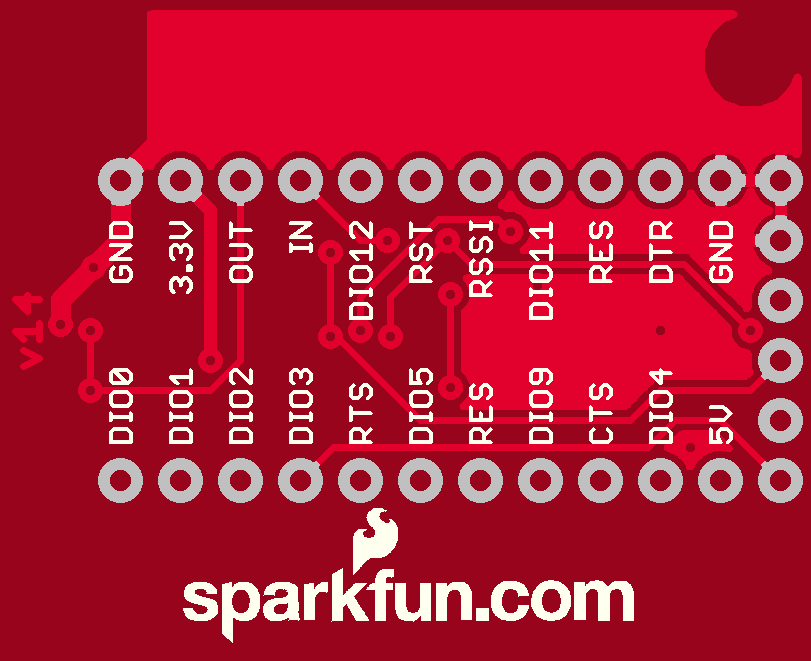 GND 3.3V OUT IN DIO12 RST RSSI DIO11 RES DTR GND
v14
DIO0 DIO1 DIO2 DIO3 RTS DIO5 RES DIO9 CTS DIO4 5V
sparkfun.com